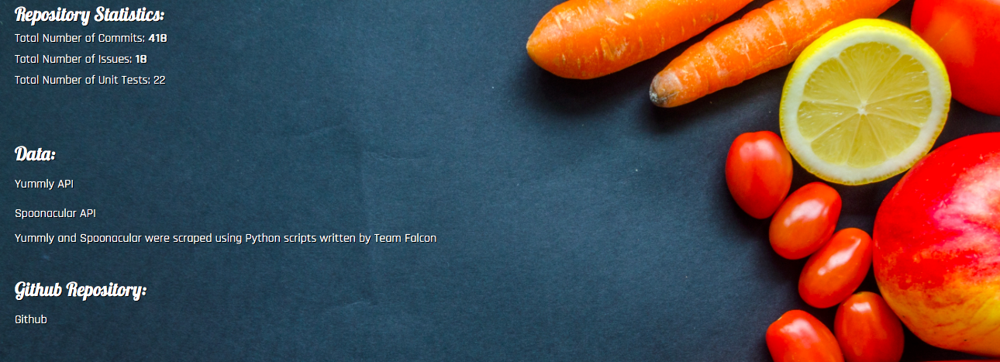 Repository Statistics:
Total Number of Commits: 418
Total Number of Issues: 18
Total Number of Unit Tests: 22
Data:
Yummly API
Spoonacular API
Yummly and Spoonacular were scraped using Python scripts written by Team Falcon
Github Repository:
Github